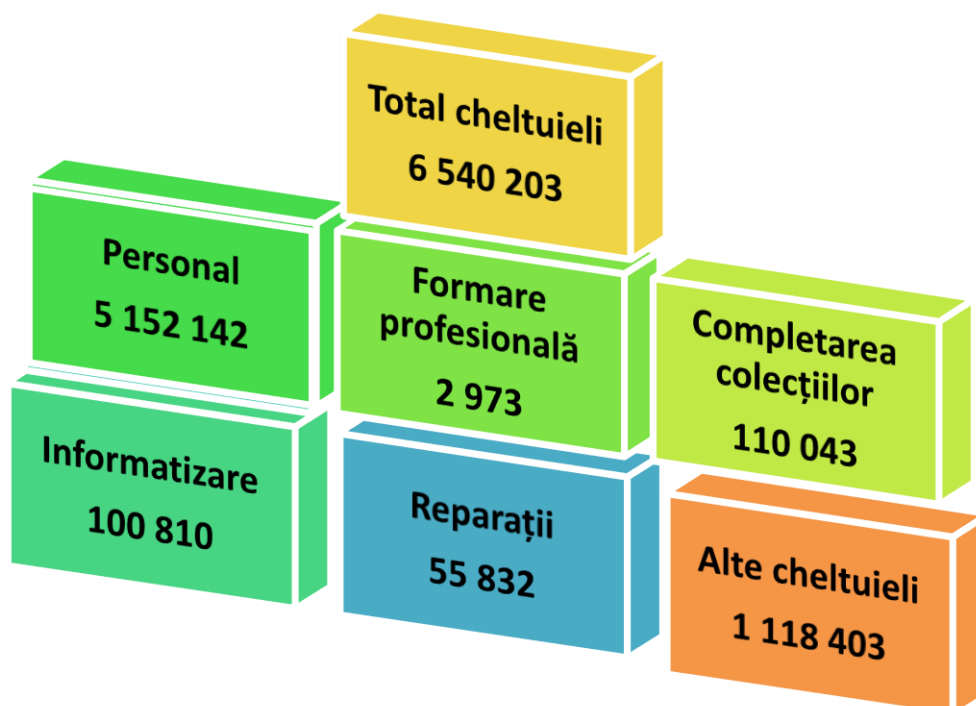 Total cheltuieli
6 540 203
Personal
5 152 142
Formare
profesională
2 973
Completarea
colecțiilor
110 043
Informatizare
100 810
Reparații
55 832
Alte cheltuieli
1 118 403